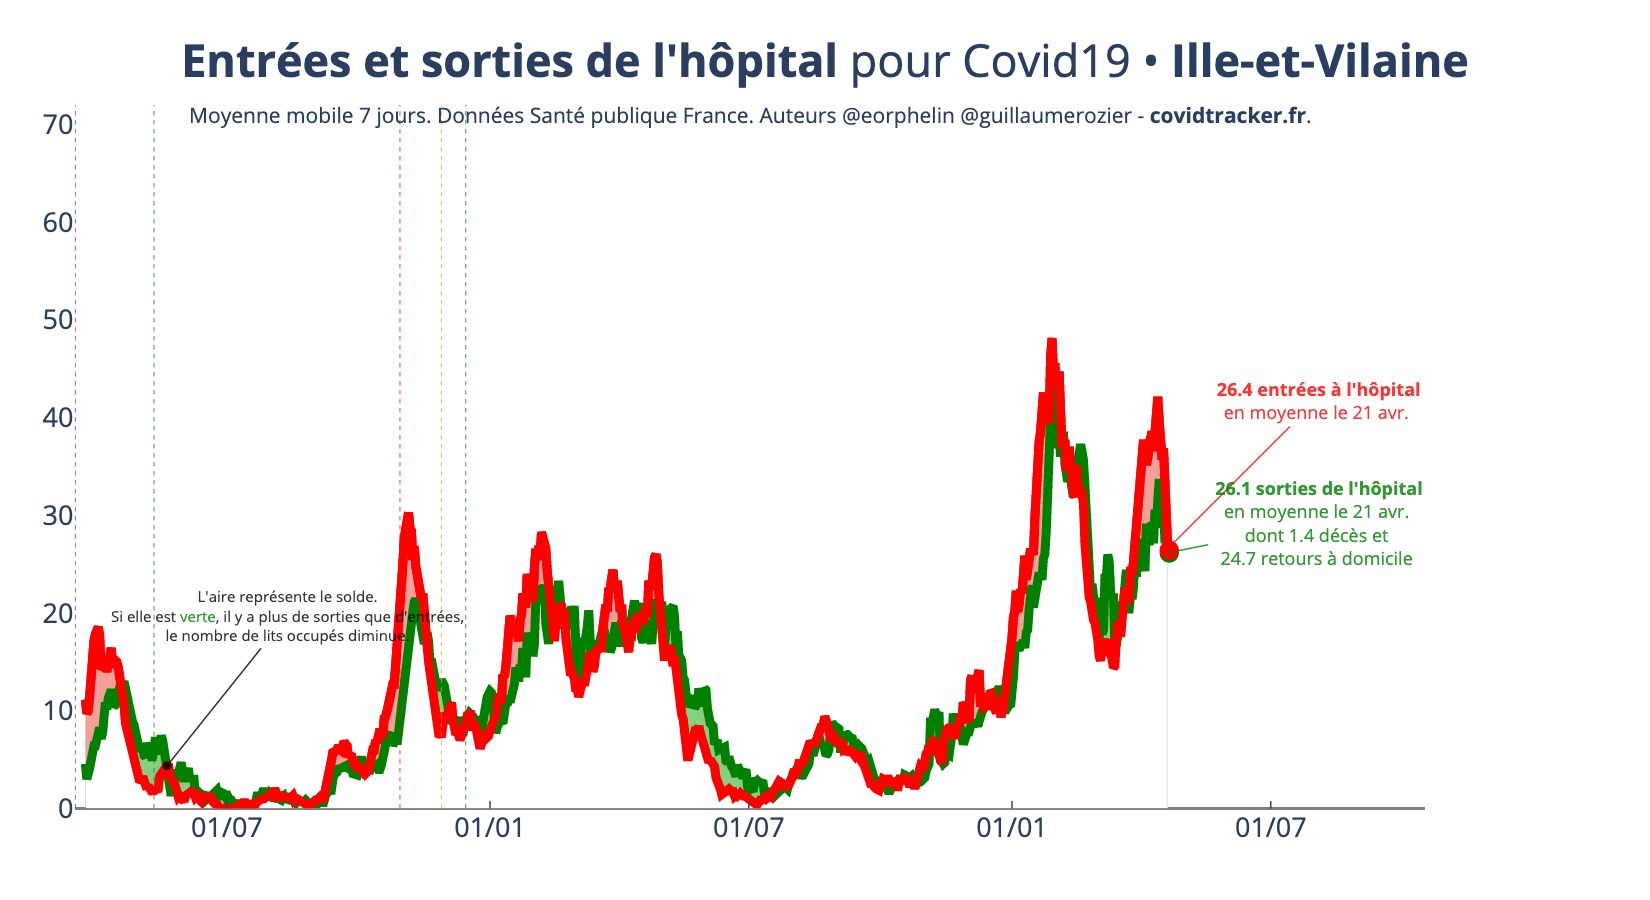 Entrées et sorties de l'hôpital pour Covid19 • Ille-et-Vilaine
Moyenne mobile 7 jours. Données Santé publique France. Auteurs @eorphelin @guillaumerozier - covidtracker.fr.
70
60
50
40
30
20
10
0
26.4 entrées à l'hôpital
en moyenne le 21 avr.
26.1 sorties de l'hôpital
en moyenne le 21 avr.
dont 1.4 décès et
24.7 retours à domicile
L'aire représente le solde.
Si elle est verte, il y a plus de sorties que d'entrées,
le nombre de lits occupés diminue.
01/07
01/01
01/07
01/01
01/07